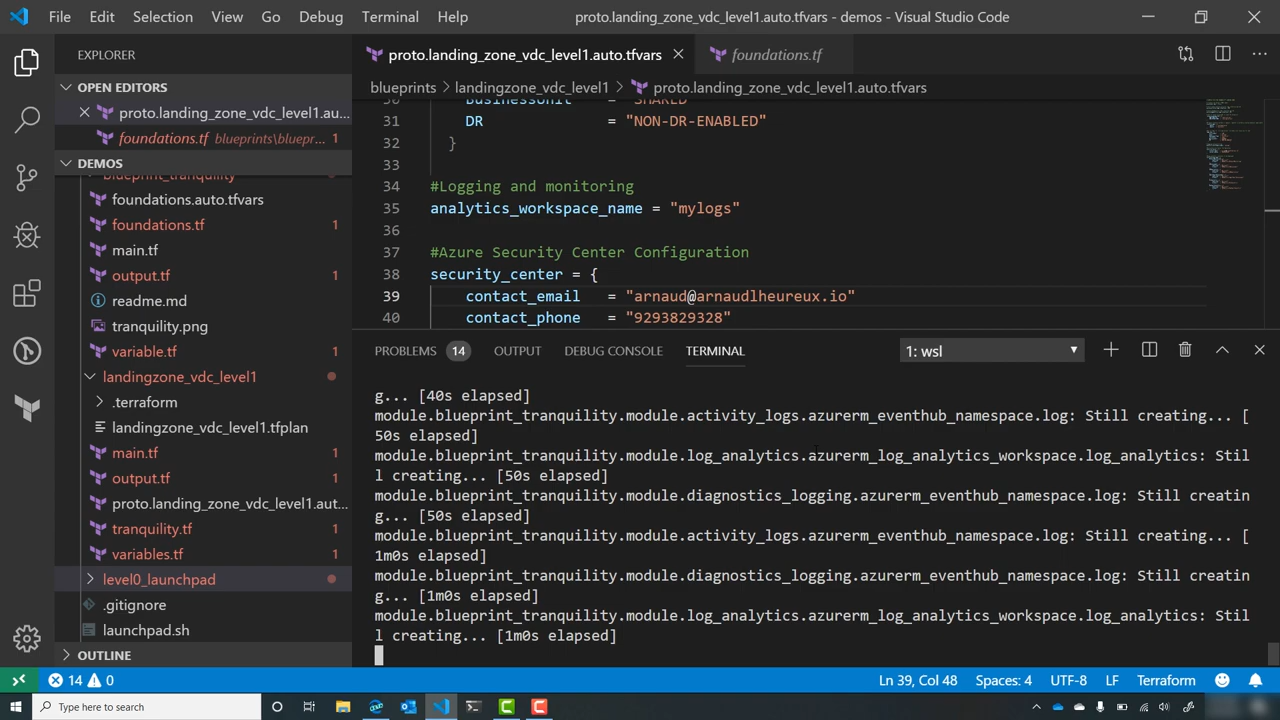 File Edit Selection View Go Debug Terminal Help
proto.landing_zone_vdc_level1.auto.tfvars - demos - Visual Studio Code
EXPLORER
OPEN EDITORS
proto.landing_zone_vdc_level1.au...
foundations.tf blueprints\bluepr... 1
DEMOS
blueprint_tranquility
foundations.auto.tfvars
foundations.tf 1
main.tf
output.tf 1
readme.md
tranquility.png
variable.tf 1
landingzone_vdc_level1
.terraform
landingzone_vdc_level1.tfplan
main.tf
output.tf 1
proto.landing_zone_vdc_level1.aut...
tranquility.tf 1
variables.tf 1
level0_launchpad
.gitignore
launchpad.sh
OUTLINE
proto.landing_zone_vdc_level1.auto.tfvars
foundations.tf
blueprints > landingzone_vdc_level1 > proto.landing_zone_vdc_level1.auto.tfvars
30 BusinessUnit = "SHARED"
31 DR = "NON-DR-ENABLED"
32 }
33
34 #Logging and monitoring
35 analytics_workspace_name = "mylogs"
36
37 #Azure Security Center Configuration
38 security_center = {
39 contact_email = "arnaud@arnaudlheureux.io"
40 contact_phone = "9293829328"
PROBLEMS 14 OUTPUT DEBUG CONSOLE TERMINAL
1: wsl
g... [40s elapsed]
module.blueprint_tranquility.module.activity_logs.azurerm_eventhub_namespace.log: Still creating... [
50s elapsed]
module.blueprint_tranquility.module.log_analytics.azurerm_log_analytics_workspace.log_analytics: Stil
l creating... [50s elapsed]
module.blueprint_tranquility.module.diagnostics_logging.azurerm_eventhub_namespace.log: Still creatin
g... [50s elapsed]
module.blueprint_tranquility.module.activity_logs.azurerm_eventhub_namespace.log: Still creating... [
1m0s elapsed]
module.blueprint_tranquility.module.diagnostics_logging.azurerm_eventhub_namespace.log: Still creatin
g... [1m0s elapsed]
module.blueprint_tranquility.module.log_analytics.azurerm_log_analytics_workspace.log_analytics: Stil
l creating... [1m0s elapsed]
14 0
Ln 39, Col 48 Spaces: 4 UTF-8 LF Terraform
Type here to search